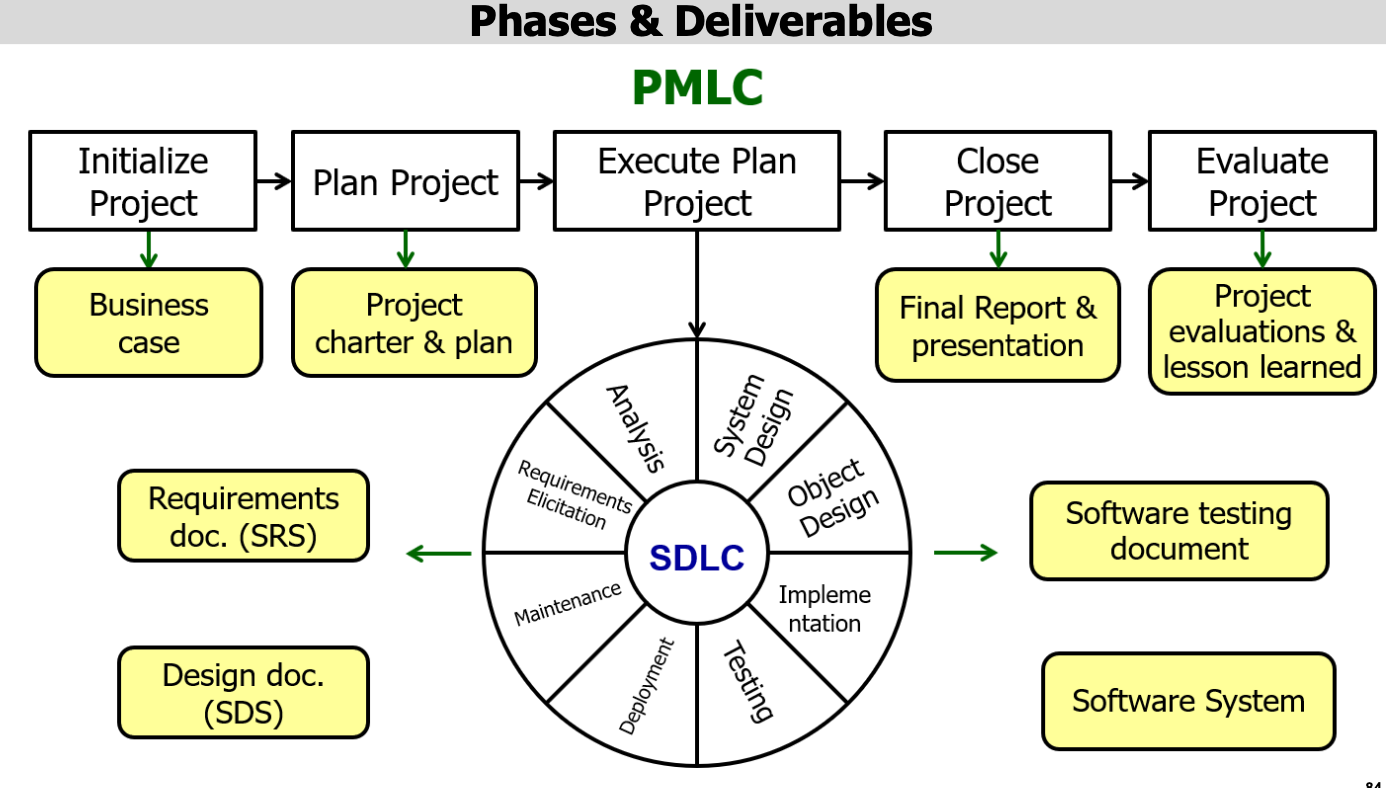 Phases & Deliverables
PMLC
Initialize
Project
Plan Project
Execute Plan
Project
Close
Project
Evaluate
Project
Business
case
Project
charter & plan
Final Report &
presentation
Project
evaluations &
lesson learned
Analysis
System
Design
Requirements
Elicitation
Object
Design
SDLC
Maintenance
Impleme
ntation
Deployment
Testing
Requirements
doc. (SRS)
Design doc.
(SDS)
Software testing
document
Software System
84